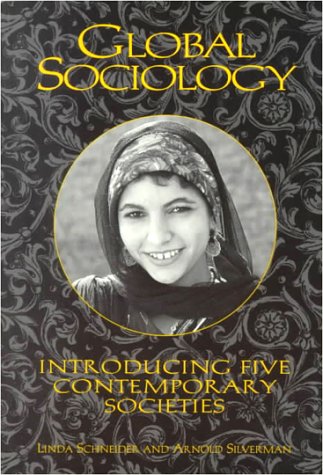 GLOBAL
SOCIOLOGY
INTRODUCING FIVE
CONTEMPORARY
SOCIETIES
LINDA SCHNEIDER AND ARNOLD SILVERMAN